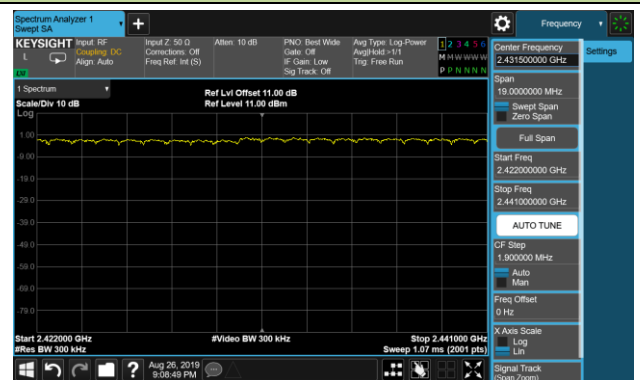 Spectrum Analyzer 1
Swept SA
Frequency
KEYSIGHT
L
Input: RF
Coupling: DC
Align: Auto
Input Z: 50 Ω
Corrections: Off
Freq Ref: Int (S)
Atten: 10 dB
PNO: Best Wide
Gate: Off
IF Gain: Low
Sig Track: Off
Avg Type: Log-Power
Avg|Hold:>1/1
Trig: Free Run
1 2 3 4 5 6
M W W W W W
P P N N N N
1 Spectrum
Scale/Div 10 dB
Log
Ref Lvl Offset 11.00 dB
Ref Level 11.00 dBm
1.00
-9.00
-19.0
-29.0
-39.0
-49.0
-59.0
-69.0
-79.0
Start 2.422000 GHz
#Res BW 300 kHz
#Video BW 300 kHz
Stop 2.441000 GHz
Sweep 1.07 ms (2001 pts)
Center Frequency
2.431500000 GHz
Settings
Span
19.0000000 MHz
Swept Span
Zero Span
Full Span
Start Freq
2.422000000 GHz
Stop Freq
2.441000000 GHz
AUTO TUNE
CF Step
1.900000 MHz
Auto
Man
Freq Offset
0 Hz
X Axis Scale
Log
Lin
Signal Track
(Span Zoom)
?
Aug 26, 2019
9:08:49 PM